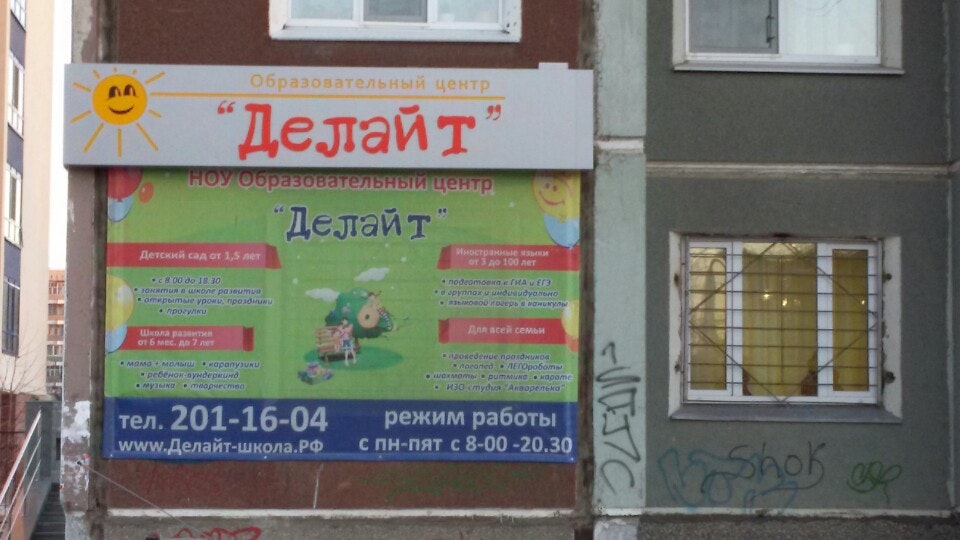 Образовательный центр
"Делайт"
НОУ Образовательный центр
"Делайт"
Детский сад от 1,5 лет
• с 8.00 до 18.30
• занятия в школе развития
• открытые уроки, праздники
• прогулки
Школа развития
от 6 мес. до 7 лет
• мама + малыш • карапузики
• ребёнок-вундеркинд
• музыка • творчество
Иностранные языки
от 3 до 100 лет
• подготовка к ГИА и ЕГЭ
• в группах и индивидуально
• языковой лагерь в каникулы
Для всей семьи
• проведение праздников
• логопед • ЛЕГОроботы
• шахматы • ритмика • карате
• ИЗО студия "Акварелька"
тел. 201-16-04
www.Делайт-школа.РФ
режим работы
с пн-пят с 8-00 -20.30
Shok